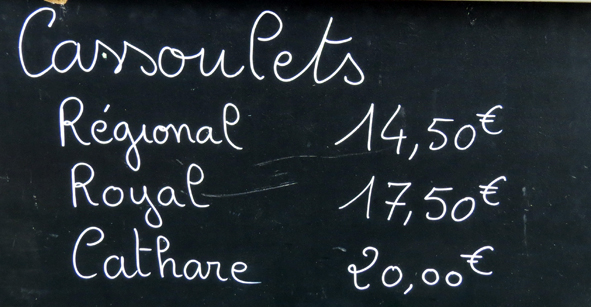 Cassoulets
Régional 14,50€
Royal 17,50€
Cathare 20,00€